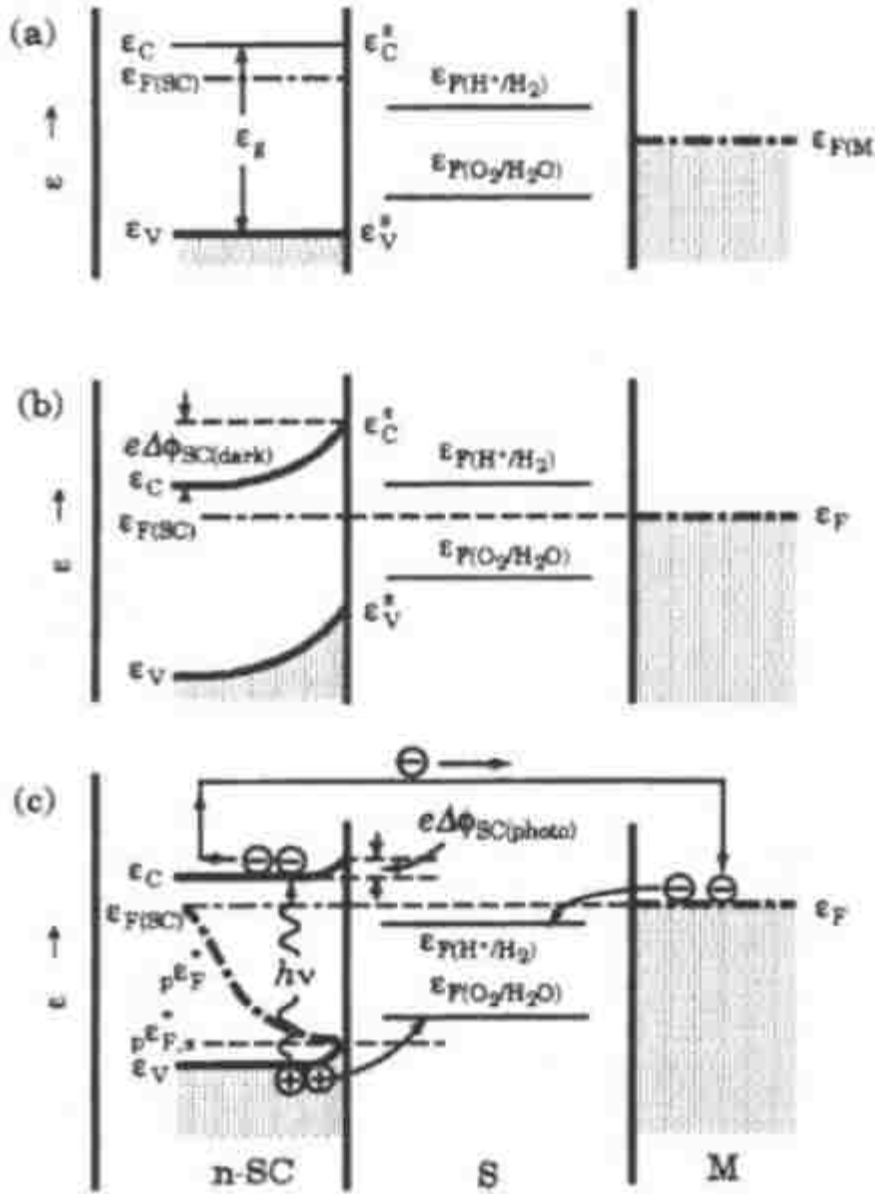 (a)
ε_C
ε_C^s
ε_F(SC)
ε_g
ε_F(H⁺/H₂)
ε_F(O₂/H₂O)
ε_F(M
ε →
ε_V
ε_V^s
(b)
eΔϕ_SC(dark)
ε_C^s
ε_C
ε_F(H⁺/H₂)
ε_F(SC)
ε_F
ε →
ε_F(O₂/H₂O)
ε_V^s
ε_V
(c)
eΔϕ_SC(photo)
ε_C
ε_F(SC)
ε_F
ε_F(H⁺/H₂)
pε_F^*
hν
ε →
ε_F(O₂/H₂O)
pε_F,s^*
ε_V
n-SC S M